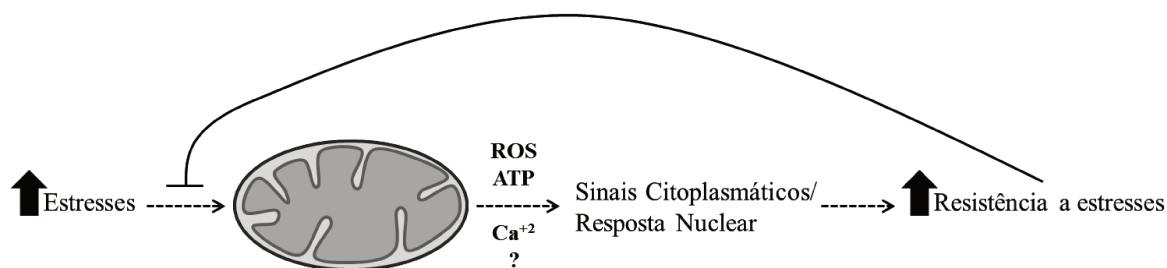 Estresses
ROS
ATP
Ca⁺²
?
Sinais Citoplasmáticos/
Resposta Nuclear
Resistência a estresses